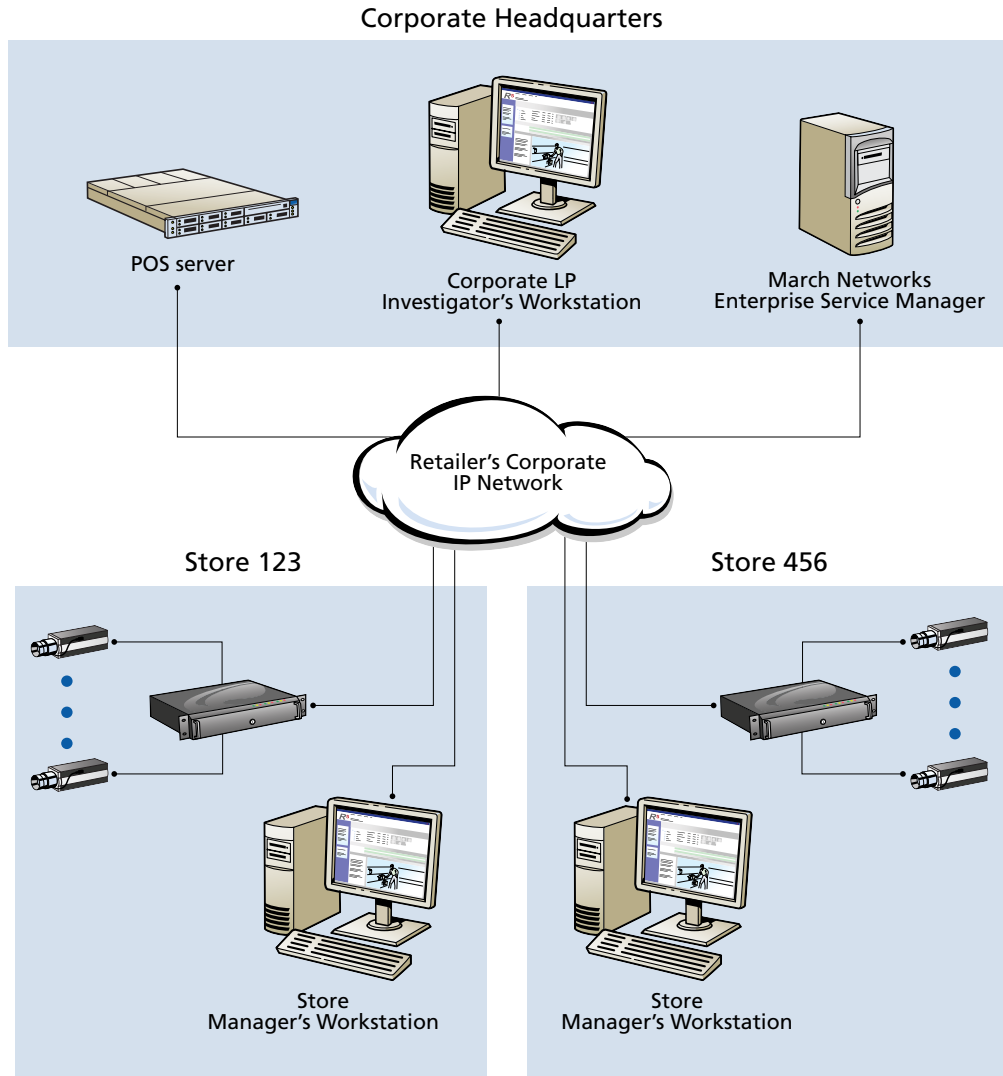 Corporate Headquarters
POS server
Corporate LP
Investigator's Workstation
March Networks
Enterprise Service Manager
Retailer's Corporate
IP Network
Store 123
Store 456
Store
Manager's Workstation
Store
Manager's Workstation